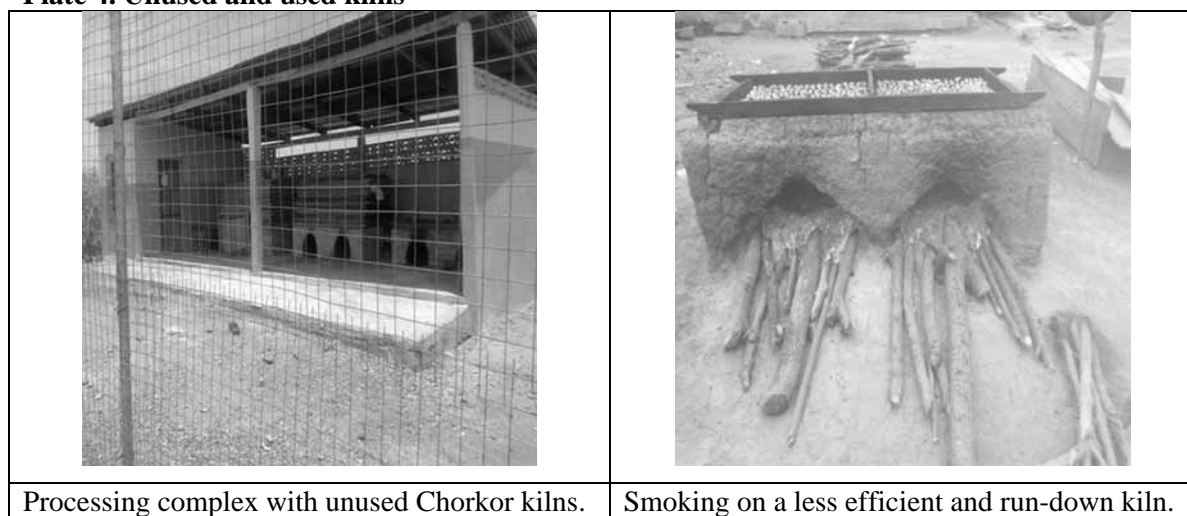 Plate 4. Unused and used kilns
Processing complex with unused Chorkor kilns.
Smoking on a less efficient and run-down kiln.